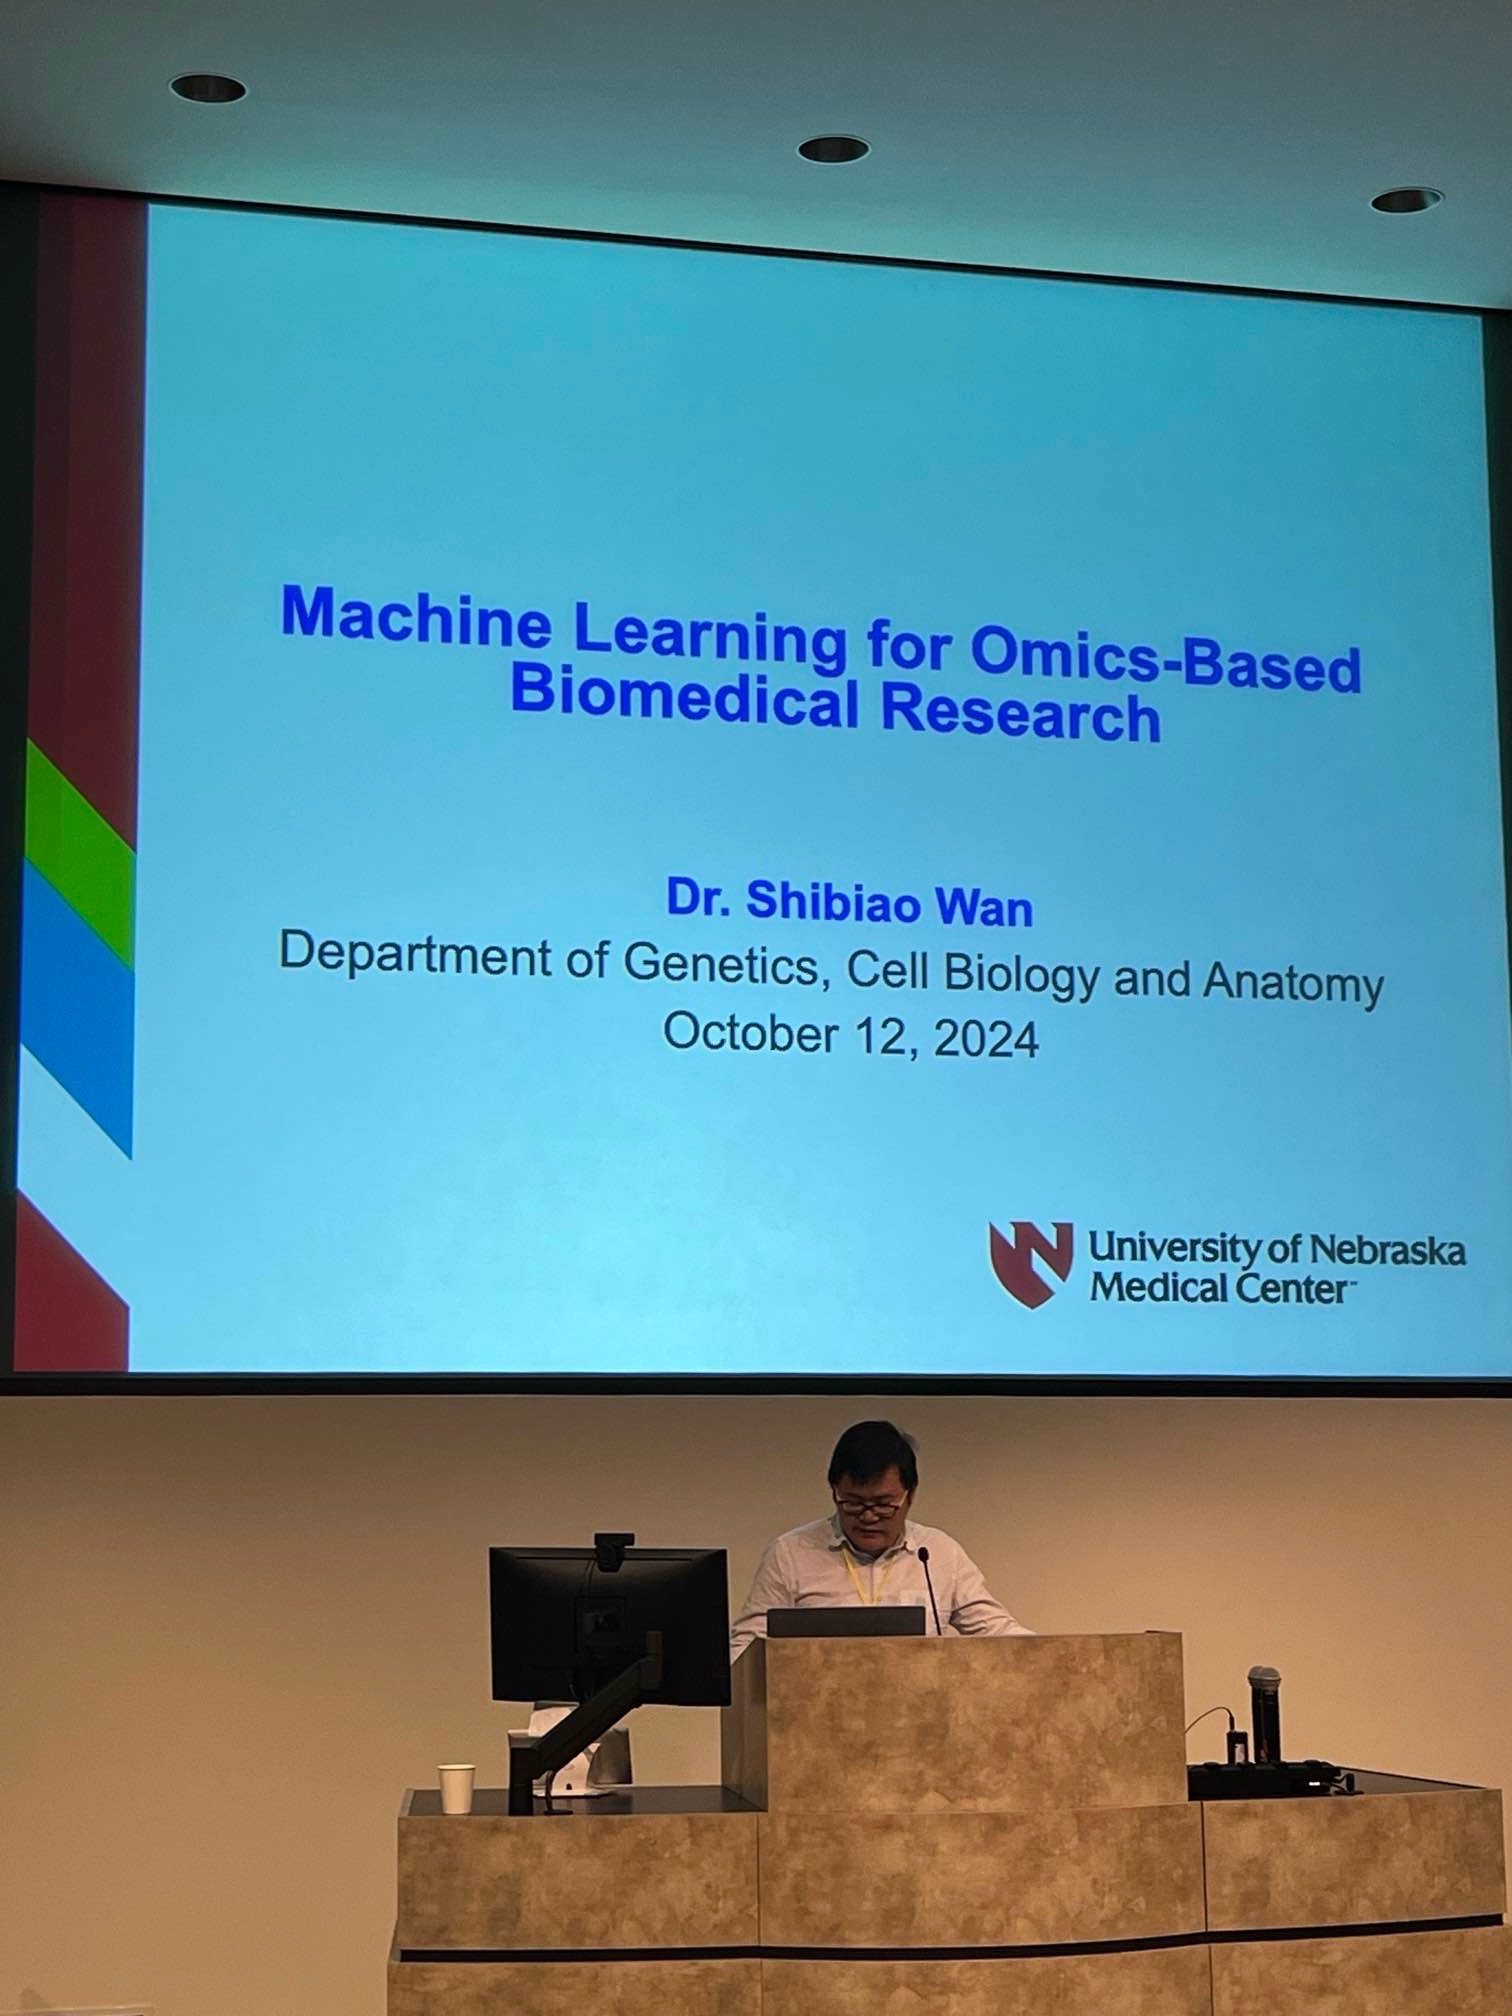 Machine Learning for Omics-Based
Biomedical Research
Dr. Shibiao Wan
Department of Genetics, Cell Biology and Anatomy
October 12, 2024
University of Nebraska
Medical Center